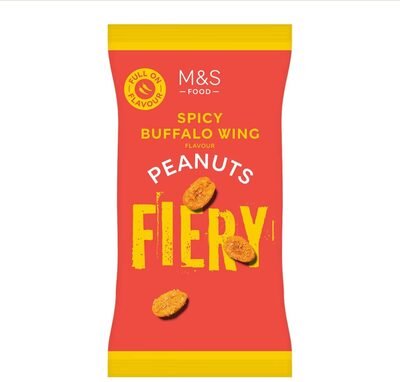 FULL ON
FLAVOUR
M&S
FOOD
SPICY
BUFFALO WING
FLAVOUR
PEANUTS
FIERY